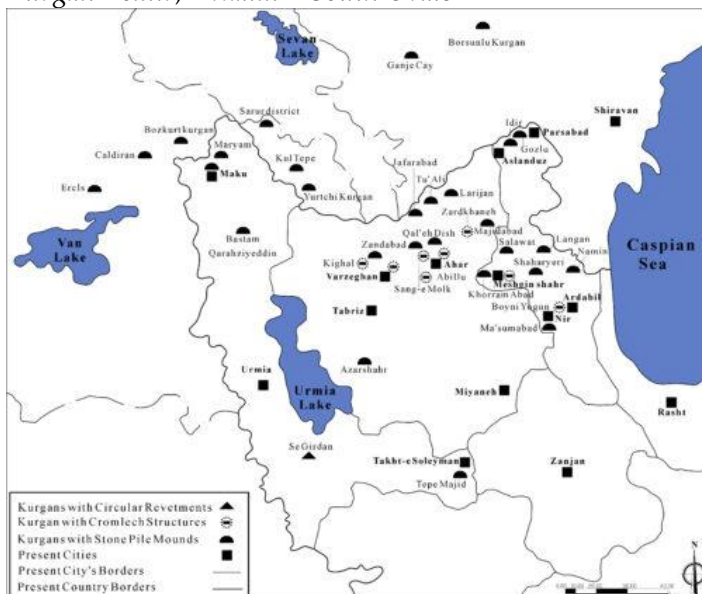 Sevan
Lake
Borsunlu Kurgan
Ganje Cay
Shiravan
Sarur district
Idir
Parsabad
Bozkurt kurgan
Maryam
Gozlu
Aslanduz
Caldiran
Kul Tepe
Jafarabad
Maku
Tu' Ali
Larijan
Ercls
Yurtchi Kurgan
Zardkhaneh
Majidabad
Van
Lake
Bastam
Qarahziyeddin
Qal'eh Dish
Zandabad
Salawat
Langan
Namin
Caspian
Sea
Kighal
Ahar
Shaharyeri
Varzeghan
Abillu
Meshgin shahr
Sang-e Molk
Khorram Abad
Ardabil
Boyni Yogun
Nir
Tabriz
Ma'sumabad
Azarshahr
Urmia
Urmia
Lake
Miyaneh
Rasht
Se Girdan
Takht-e Soleyman
Zanjan
Tepe Majid
Kurgans with Circular Revetments
Kurgan with Cromlech Structures
Kurgans with Stone Pile Mounds
Present Cities
Present City's Borders
Present Country Borders
N